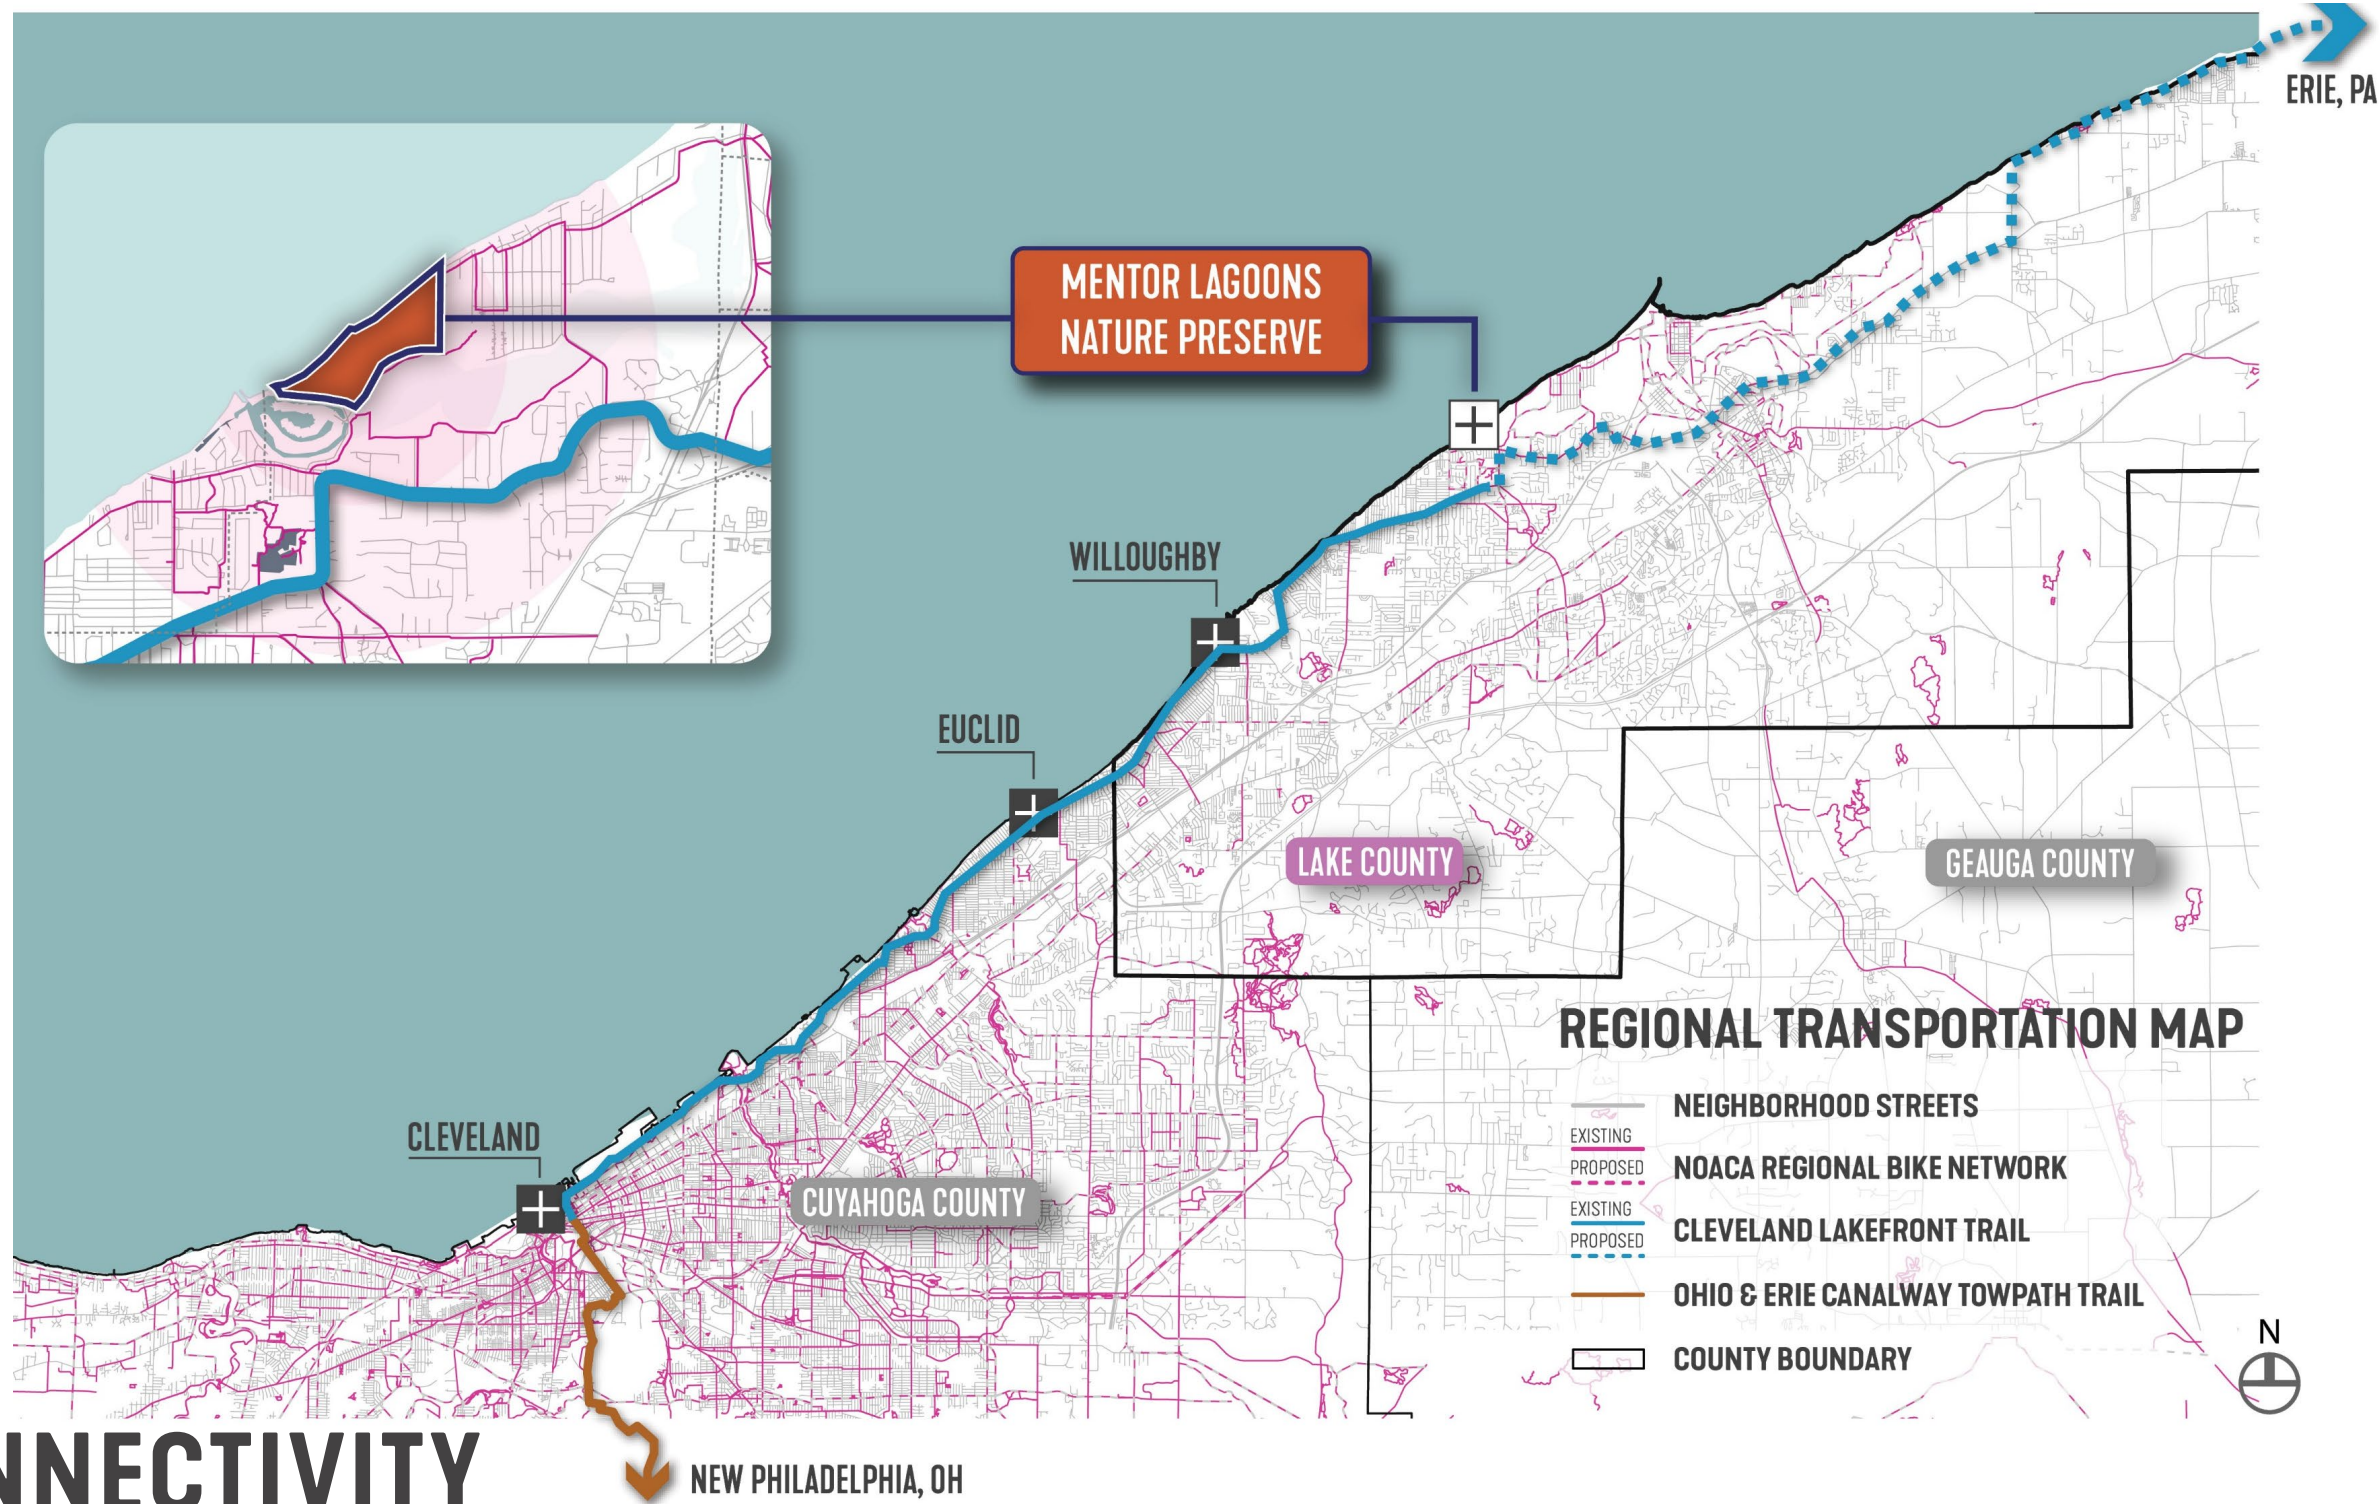 ERIE, PA
MENTOR LAGOONS
NATURE PRESERVE
WILLOUGHBY
EUCLID
LAKE COUNTY
GEAUGA COUNTY
CLEVELAND
CUYAHOGA COUNTY
REGIONAL TRANSPORTATION MAP
NEIGHBORHOOD STREETS
EXISTING
PROPOSED
NOACA REGIONAL BIKE NETWORK
EXISTING
PROPOSED
CLEVELAND LAKEFRONT TRAIL
OHIO & ERIE CANALWAY TOWPATH TRAIL
COUNTY BOUNDARY
N
NNECTIVITY
NEW PHILADELPHIA, OH